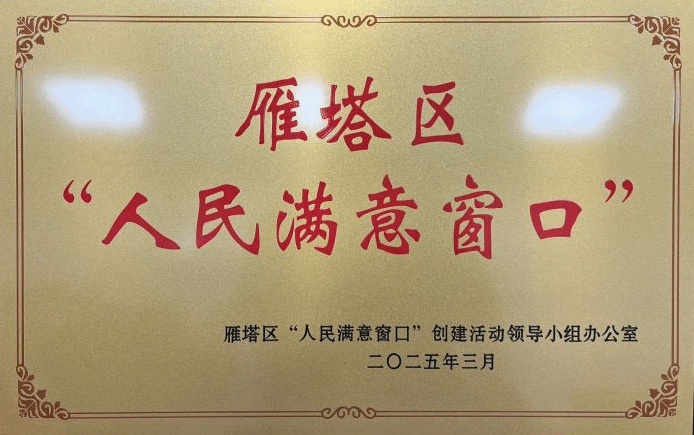 雁塔区
“人民满意窗口”
雁塔区“人民满意窗口”创建活动领导小组办公室
二〇二五年三月